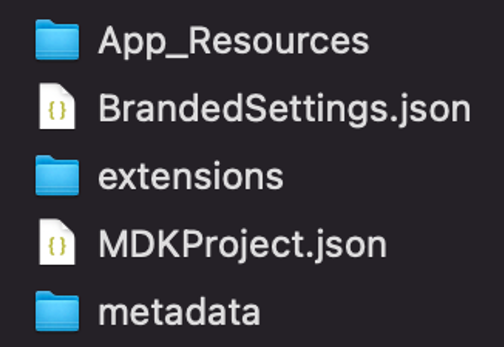 App_Resources
{ } BrandedSettings.json
extensions
{ } MDKProject.json
metadata